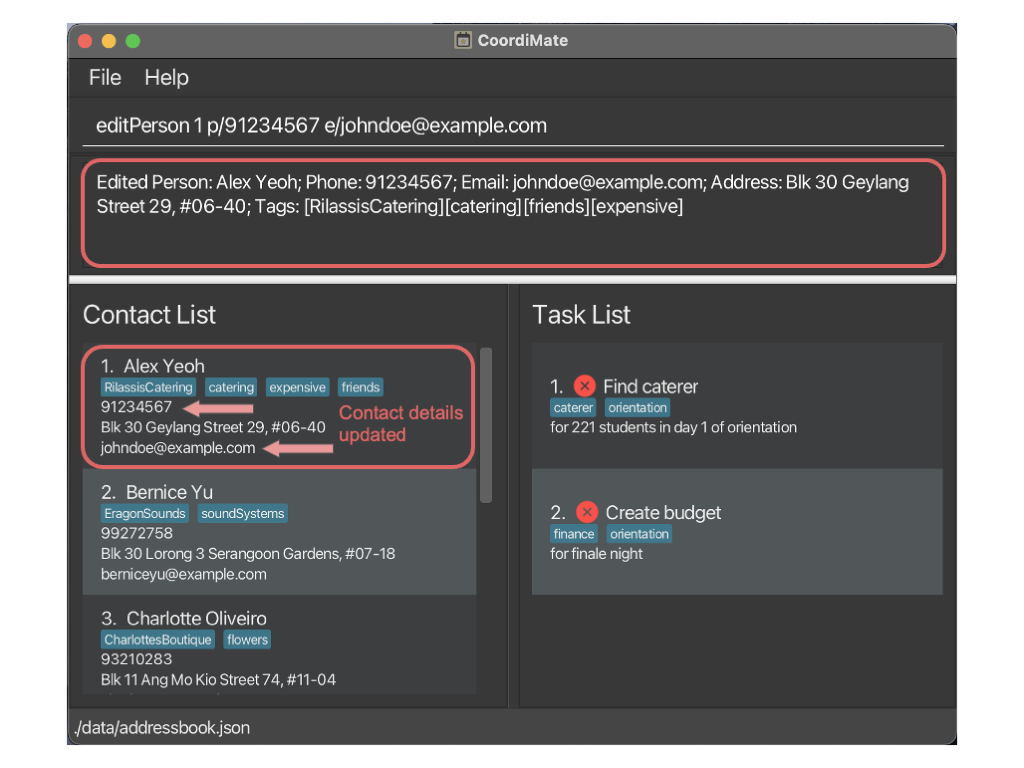 CoordiMate
File Help
editPerson 1 p/91234567 e/johndoe@example.com
Edited Person: Alex Yeoh; Phone: 91234567; Email: johndoe@example.com; Address: Blk 30 Geylang
Street 29, #06-40; Tags: [RilassisCatering][catering][friends][expensive]
Contact List
1. Alex Yeoh
RilassisCatering catering expensive friends
91234567
Blk 30 Geylang Street 29, #06-40
johndoe@example.com
Contact details
updated
2. Bernice Yu
EragonSounds soundSystems
99272758
Blk 30 Lorong 3 Serangoon Gardens, #07-18
berniceyu@example.com
3. Charlotte Oliveiro
CharlottesBoutique flowers
93210283
Blk 11 Ang Mo Kio Street 74, #11-04
Task List
1. Find caterer
caterer orientation
for 221 students in day 1 of orientation
2. Create budget
finance orientation
for finale night
./data/addressbook.json